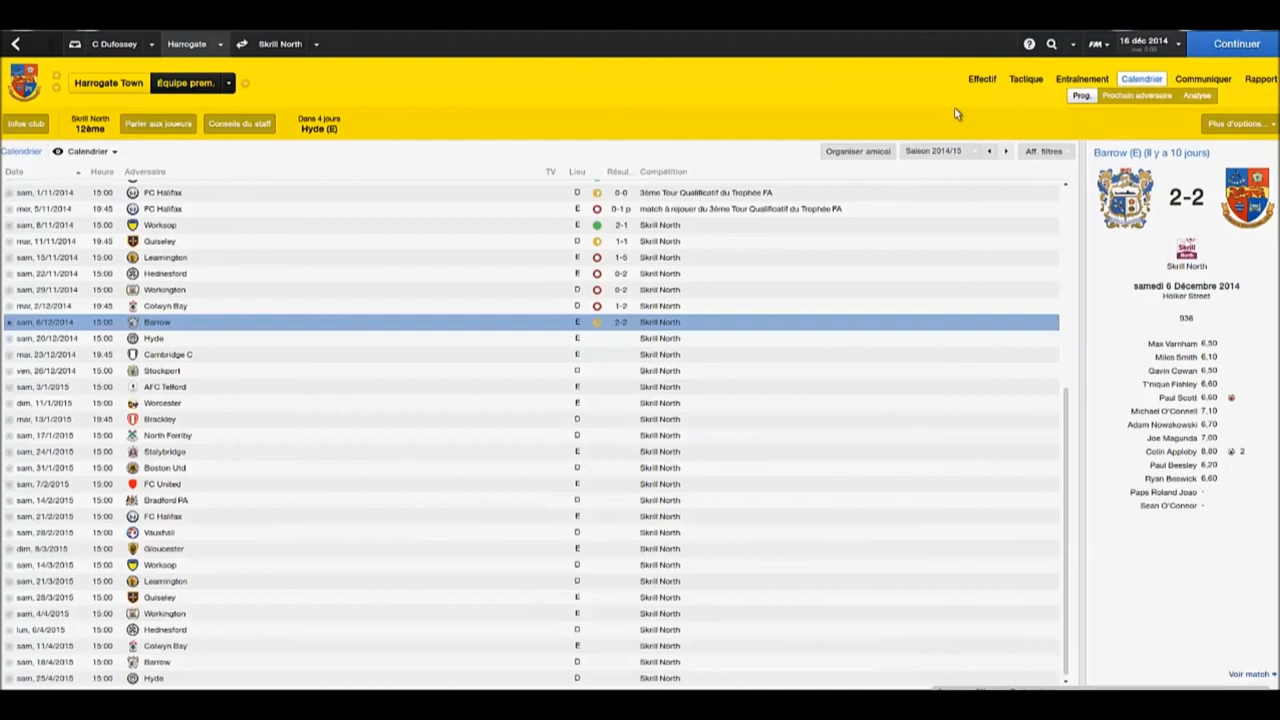 C Dufossey Harrogate Skrill North FM 16 déc 2014 mar 0:00 Continuer
Harrogate Town Équipe prem. Effectif Tactique Entraînement Calendrier Communiquer Rapport
Prog. Prochain adversaire Analyse
Infos club Skrill North 12ème Parler aux joueurs Conseils du staff Dans 4 jours Hyde (E) Plus d'options...
Calendrier Calendrier Organiser amical Saison 2014/15 Aff. filtres
Date Heure Adversaire TV Lieu Résul... Compétition
sam, 1/11/2014 15:00 FC Halifax D 0-0 3ème Tour Qualificatif du Trophée FA
mer, 5/11/2014 19:45 FC Halifax E 0-1 p match à rejouer du 3ème Tour Qualificatif du Trophée FA
sam, 8/11/2014 15:00 Worksop E 2-1 Skrill North
mar, 11/11/2014 19:45 Guiseley D 1-1 Skrill North
sam, 15/11/2014 15:00 Leamington E 1-5 Skrill North
sam, 22/11/2014 15:00 Hednesford E 0-2 Skrill North
sam, 29/11/2014 15:00 Workington D 0-2 Skrill North
mar, 2/12/2014 19:45 Colwyn Bay D 1-2 Skrill North
sam, 6/12/2014 15:00 Barrow E 2-2 Skrill North
sam, 20/12/2014 15:00 Hyde E Skrill North
mar, 23/12/2014 19:45 Cambridge C E Skrill North
ven, 26/12/2014 15:00 Stockport D Skrill North
sam, 3/1/2015 15:00 AFC Telford E Skrill North
dim, 11/1/2015 15:00 Worcester E Skrill North
mar, 13/1/2015 19:45 Brackley D Skrill North
sam, 17/1/2015 15:00 North Ferriby D Skrill North
sam, 24/1/2015 15:00 Stalybridge E Skrill North
sam, 31/1/2015 15:00 Boston Utd D Skrill North
sam, 7/2/2015 15:00 FC United E Skrill North
sam, 14/2/2015 15:00 Bradford PA D Skrill North
sam, 21/2/2015 15:00 FC Halifax E Skrill North
sam, 28/2/2015 15:00 Vauxhall D Skrill North
dim, 8/3/2015 15:00 Gloucester E Skrill North
sam, 14/3/2015 15:00 Worksop D Skrill North
sam, 21/3/2015 15:00 Leamington D Skrill North
sam, 28/3/2015 15:00 Guiseley E Skrill North
sam, 4/4/2015 15:00 Workington E Skrill North
lun, 6/4/2015 15:00 Hednesford D Skrill North
sam, 11/4/2015 15:00 Colwyn Bay E Skrill North
sam, 18/4/2015 15:00 Barrow D Skrill North
sam, 25/4/2015 15:00 Hyde D Skrill North
Barrow (E) (Il y a 10 jours)
2-2
Skrill North
Skrill North
samedi 6 Décembre 2014
Holker Street
936
Max Varnham 6,50
Miles Smith 6,10
Gavin Cowan 6,50
T'nique Fishley 6,60
Paul Scott 6,60
Michael O'Connell 7,10
Adam Nowakowski 6,70
Joe Magunda 7,00
Colin Appleby 8,80 2
Paul Beesley 6,20
Ryan Beswick 6,60
Paps Roland Joao -
Sean O'Connor -
Voir match